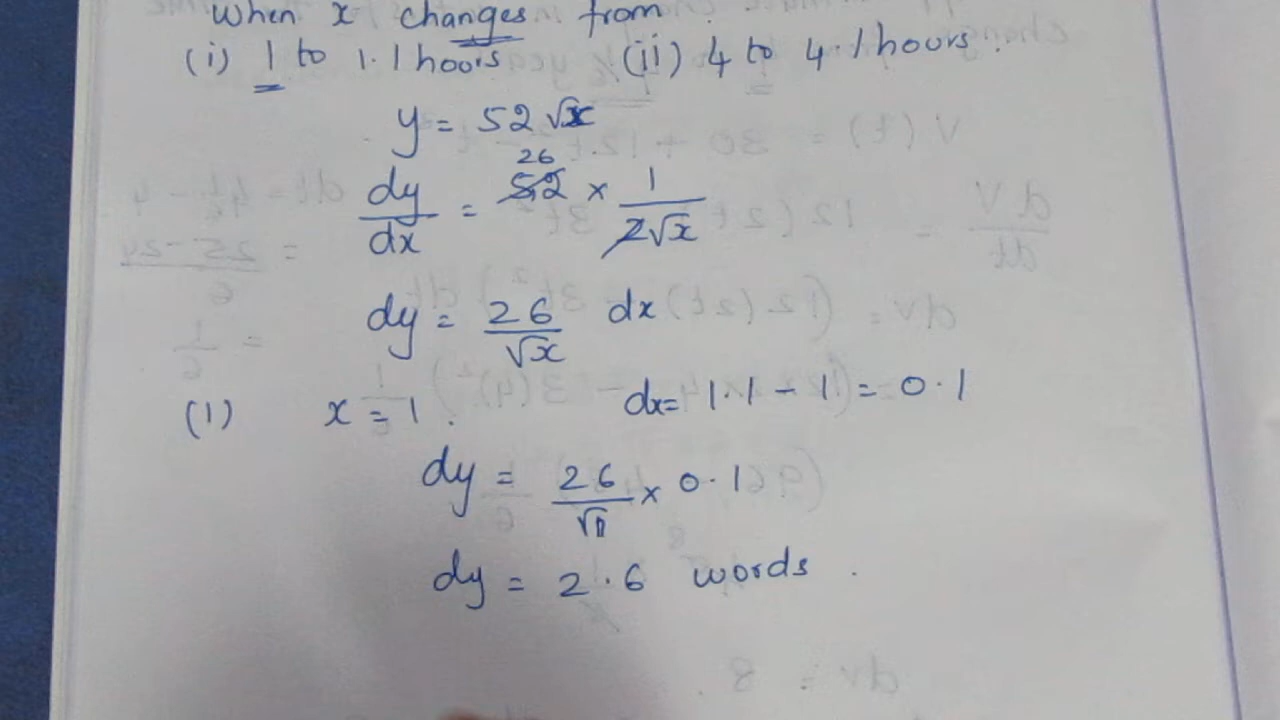 When x changes from
(i) 1 to 1.1 hours (ii) 4 to 4.1 hours.
y = 52 √x
dy/dx = 52 26 × 1/2√x
dy = 26/√x dx
(1) x = 1. dx = 1.1 - 1 = 0.1
dy = 26/√1 × 0.1
dy = 2.6 words.